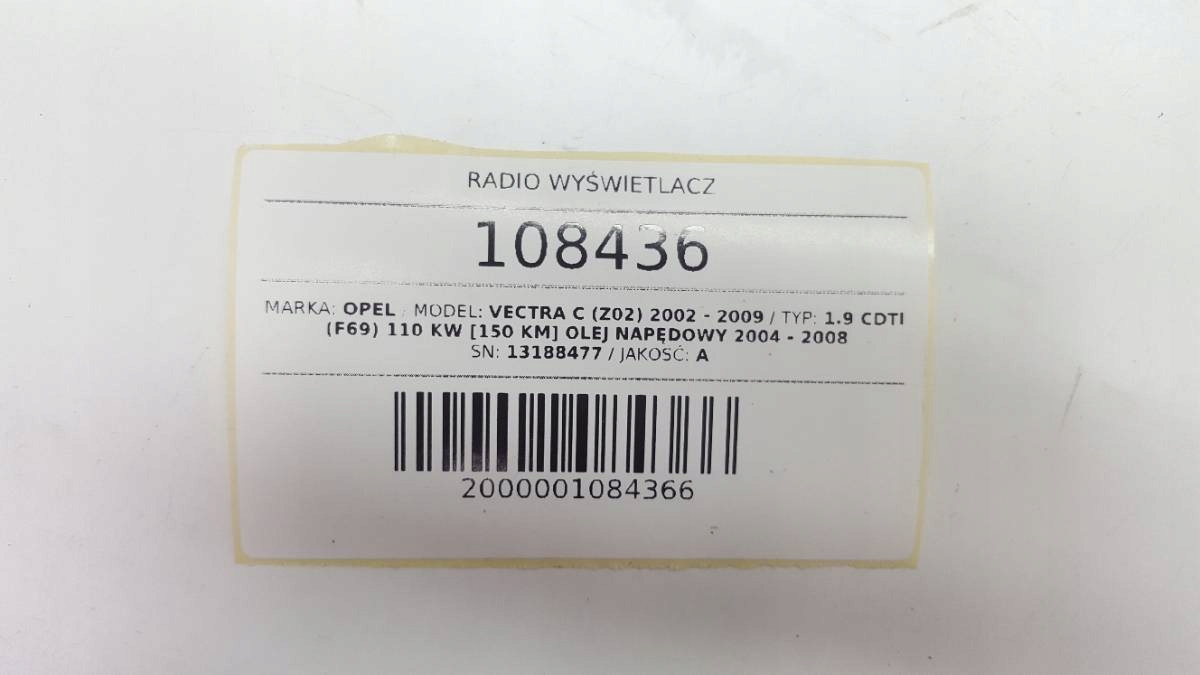 RADIO WYŚWIETLACZ
108436
MARKA: OPEL / MODEL: VECTRA C (Z02) 2002 - 2009 / TYP: 1.9 CDTI
(F69) 110 KW [150 KM] OLEJ NAPĘDOWY 2004 - 2008
SN: 13188477 / JAKOŚĆ: A
2000001084366